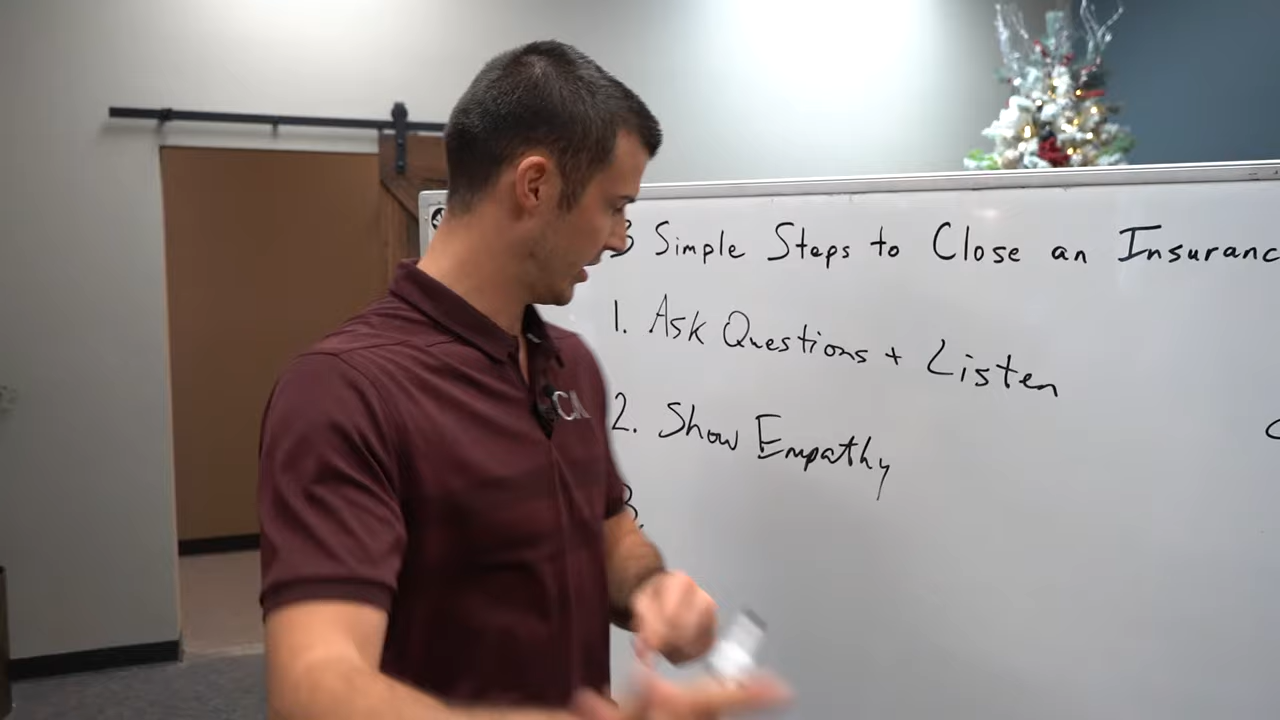 3 Simple Steps to Close an Insuranc
1. Ask Questions + Listen
2. Show Empathy
3.